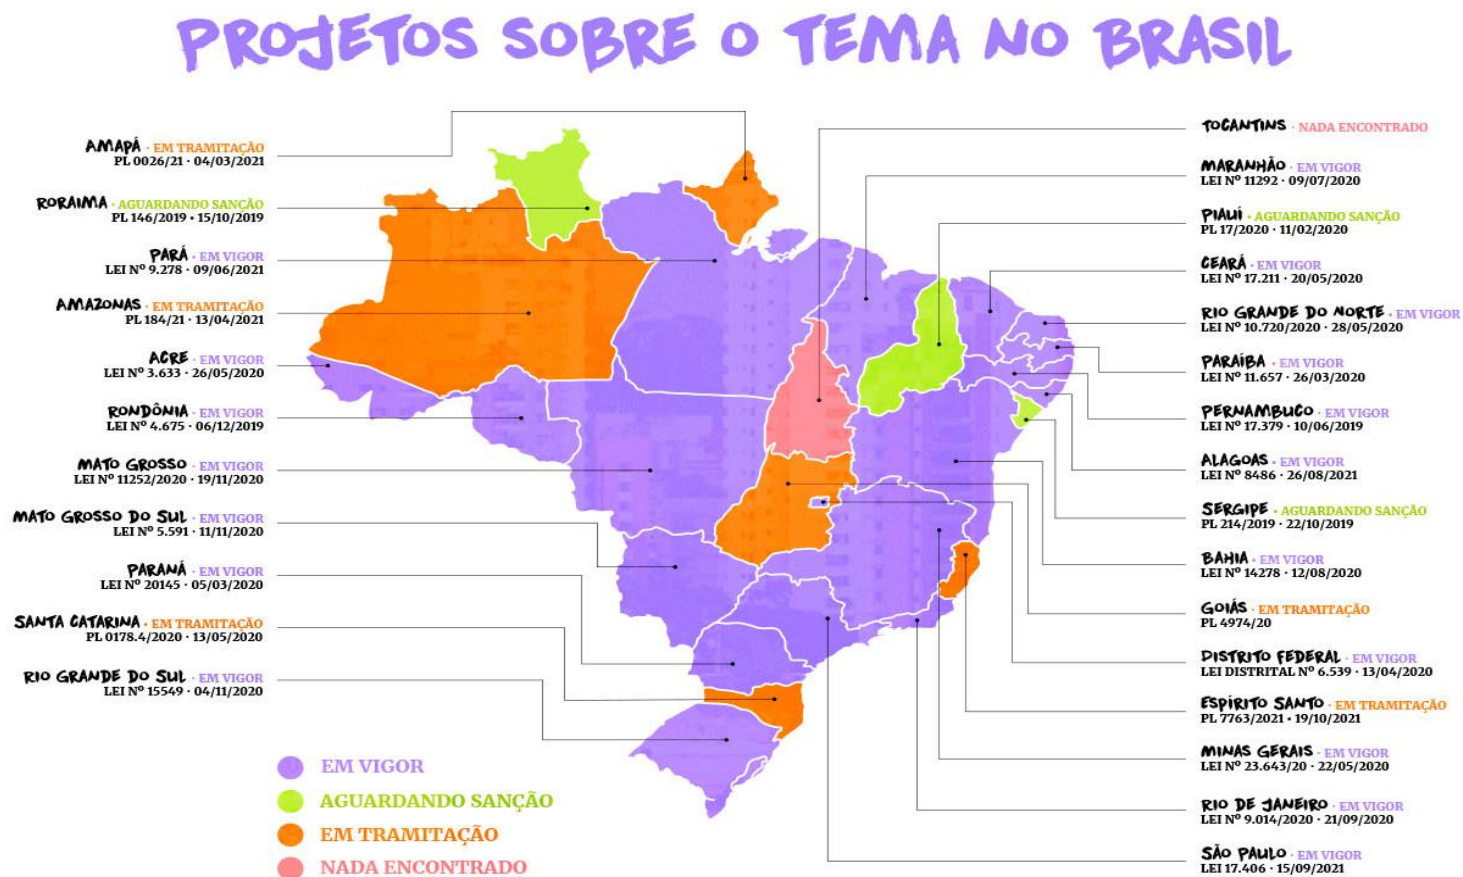 PROJETOS SOBRE O TEMA NO BRASIL
AMAPÁ · EM TRAMITAÇÃO
PL 0026/21 · 04/03/2021
RORAIMA · AGUARDANDO SANÇÃO
PL 146/2019 · 15/10/2019
PARÁ · EM VIGOR
LEI Nº 9.278 · 09/06/2021
AMAZONAS · EM TRAMITAÇÃO
PL 184/21 · 13/04/2021
ACRE · EM VIGOR
LEI Nº 3.633 · 26/05/2020
RONDÔNIA · EM VIGOR
LEI Nº 4.675 · 06/12/2019
MATO GROSSO · EM VIGOR
LEI Nº 11252/2020 · 19/11/2020
MATO GROSSO DO SUL · EM VIGOR
LEI Nº 5.591 · 11/11/2020
PARANÁ · EM VIGOR
LEI Nº 20145 · 05/03/2020
SANTA CATARINA · EM TRAMITAÇÃO
PL 0178.4/2020 · 13/05/2020
RIO GRANDE DO SUL · EM VIGOR
LEI Nº 15549 · 04/11/2020
TOCANTINS · NADA ENCONTRADO
MARANHÃO · EM VIGOR
LEI Nº 11292 · 09/07/2020
PIAUÍ · AGUARDANDO SANÇÃO
PL 17/2020 · 11/02/2020
CEARÁ · EM VIGOR
LEI Nº 17.211 · 20/05/2020
RIO GRANDE DO NORTE · EM VIGOR
LEI Nº 10.720/2020 · 28/05/2020
PARAÍBA · EM VIGOR
LEI Nº 11.657 · 26/03/2020
PERNAMBUCO · EM VIGOR
LEI Nº 17.379 · 10/06/2019
ALAGOAS · EM VIGOR
LEI Nº 8486 · 26/08/2021
SERGIPE · AGUARDANDO SANÇÃO
PL 214/2019 · 22/10/2019
BAHIA · EM VIGOR
LEI Nº 14278 · 12/08/2020
GOIÁS · EM TRAMITAÇÃO
PL 4974/20
DISTRITO FEDERAL · EM VIGOR
LEI DISTRITAL Nº 6.539 · 13/04/2020
ESPÍRITO SANTO · EM TRAMITAÇÃO
PL 7763/2021 · 19/10/2021
MINAS GERAIS · EM VIGOR
LEI Nº 23.643/20 · 22/05/2020
RIO DE JANEIRO · EM VIGOR
LEI Nº 9.014/2020 · 21/09/2020
SÃO PAULO · EM VIGOR
LEI 17.406 · 15/09/2021
EM VIGOR
AGUARDANDO SANÇÃO
EM TRAMITAÇÃO
NADA ENCONTRADO